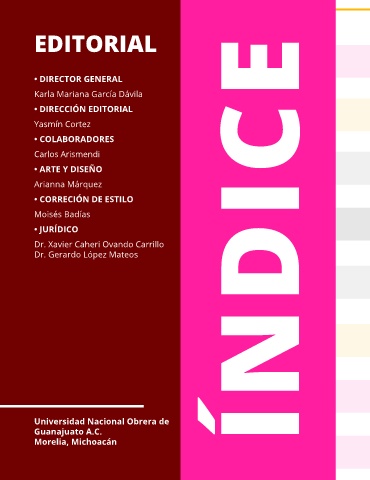 EDITORIAL
• DIRECTOR GENERAL
Karla Mariana García Dávila
• DIRECCIÓN EDITORIAL
Yasmín Cortez
• COLABORADORES
Carlos Arismendi
• ARTE Y DISEÑO
Arianna Márquez
• CORRECIÓN DE ESTILO
Moisés Badías
• JURÍDICO
Dr. Xavier Caheri Ovando Carrillo
Dr. Gerardo López Mateos
Universidad Nacional Obrera de
Guanajuato A.C.
Morelia, Michoacán
ÍNDICE